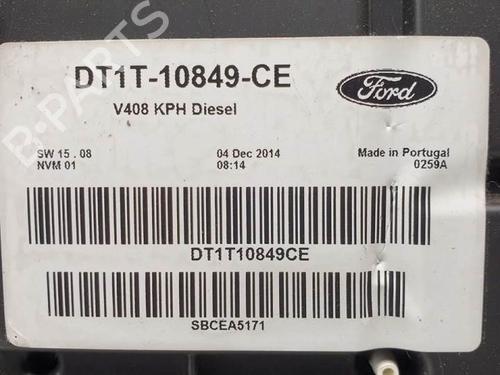 DT1T-10849-CE
Ford
V408 KPH Diesel
SW 15 . 08
04 Dec 2014
Made in Portugal
NVM 01
08:14
0259A
DT1T10849CE
SBCEA5171
B-PARTS